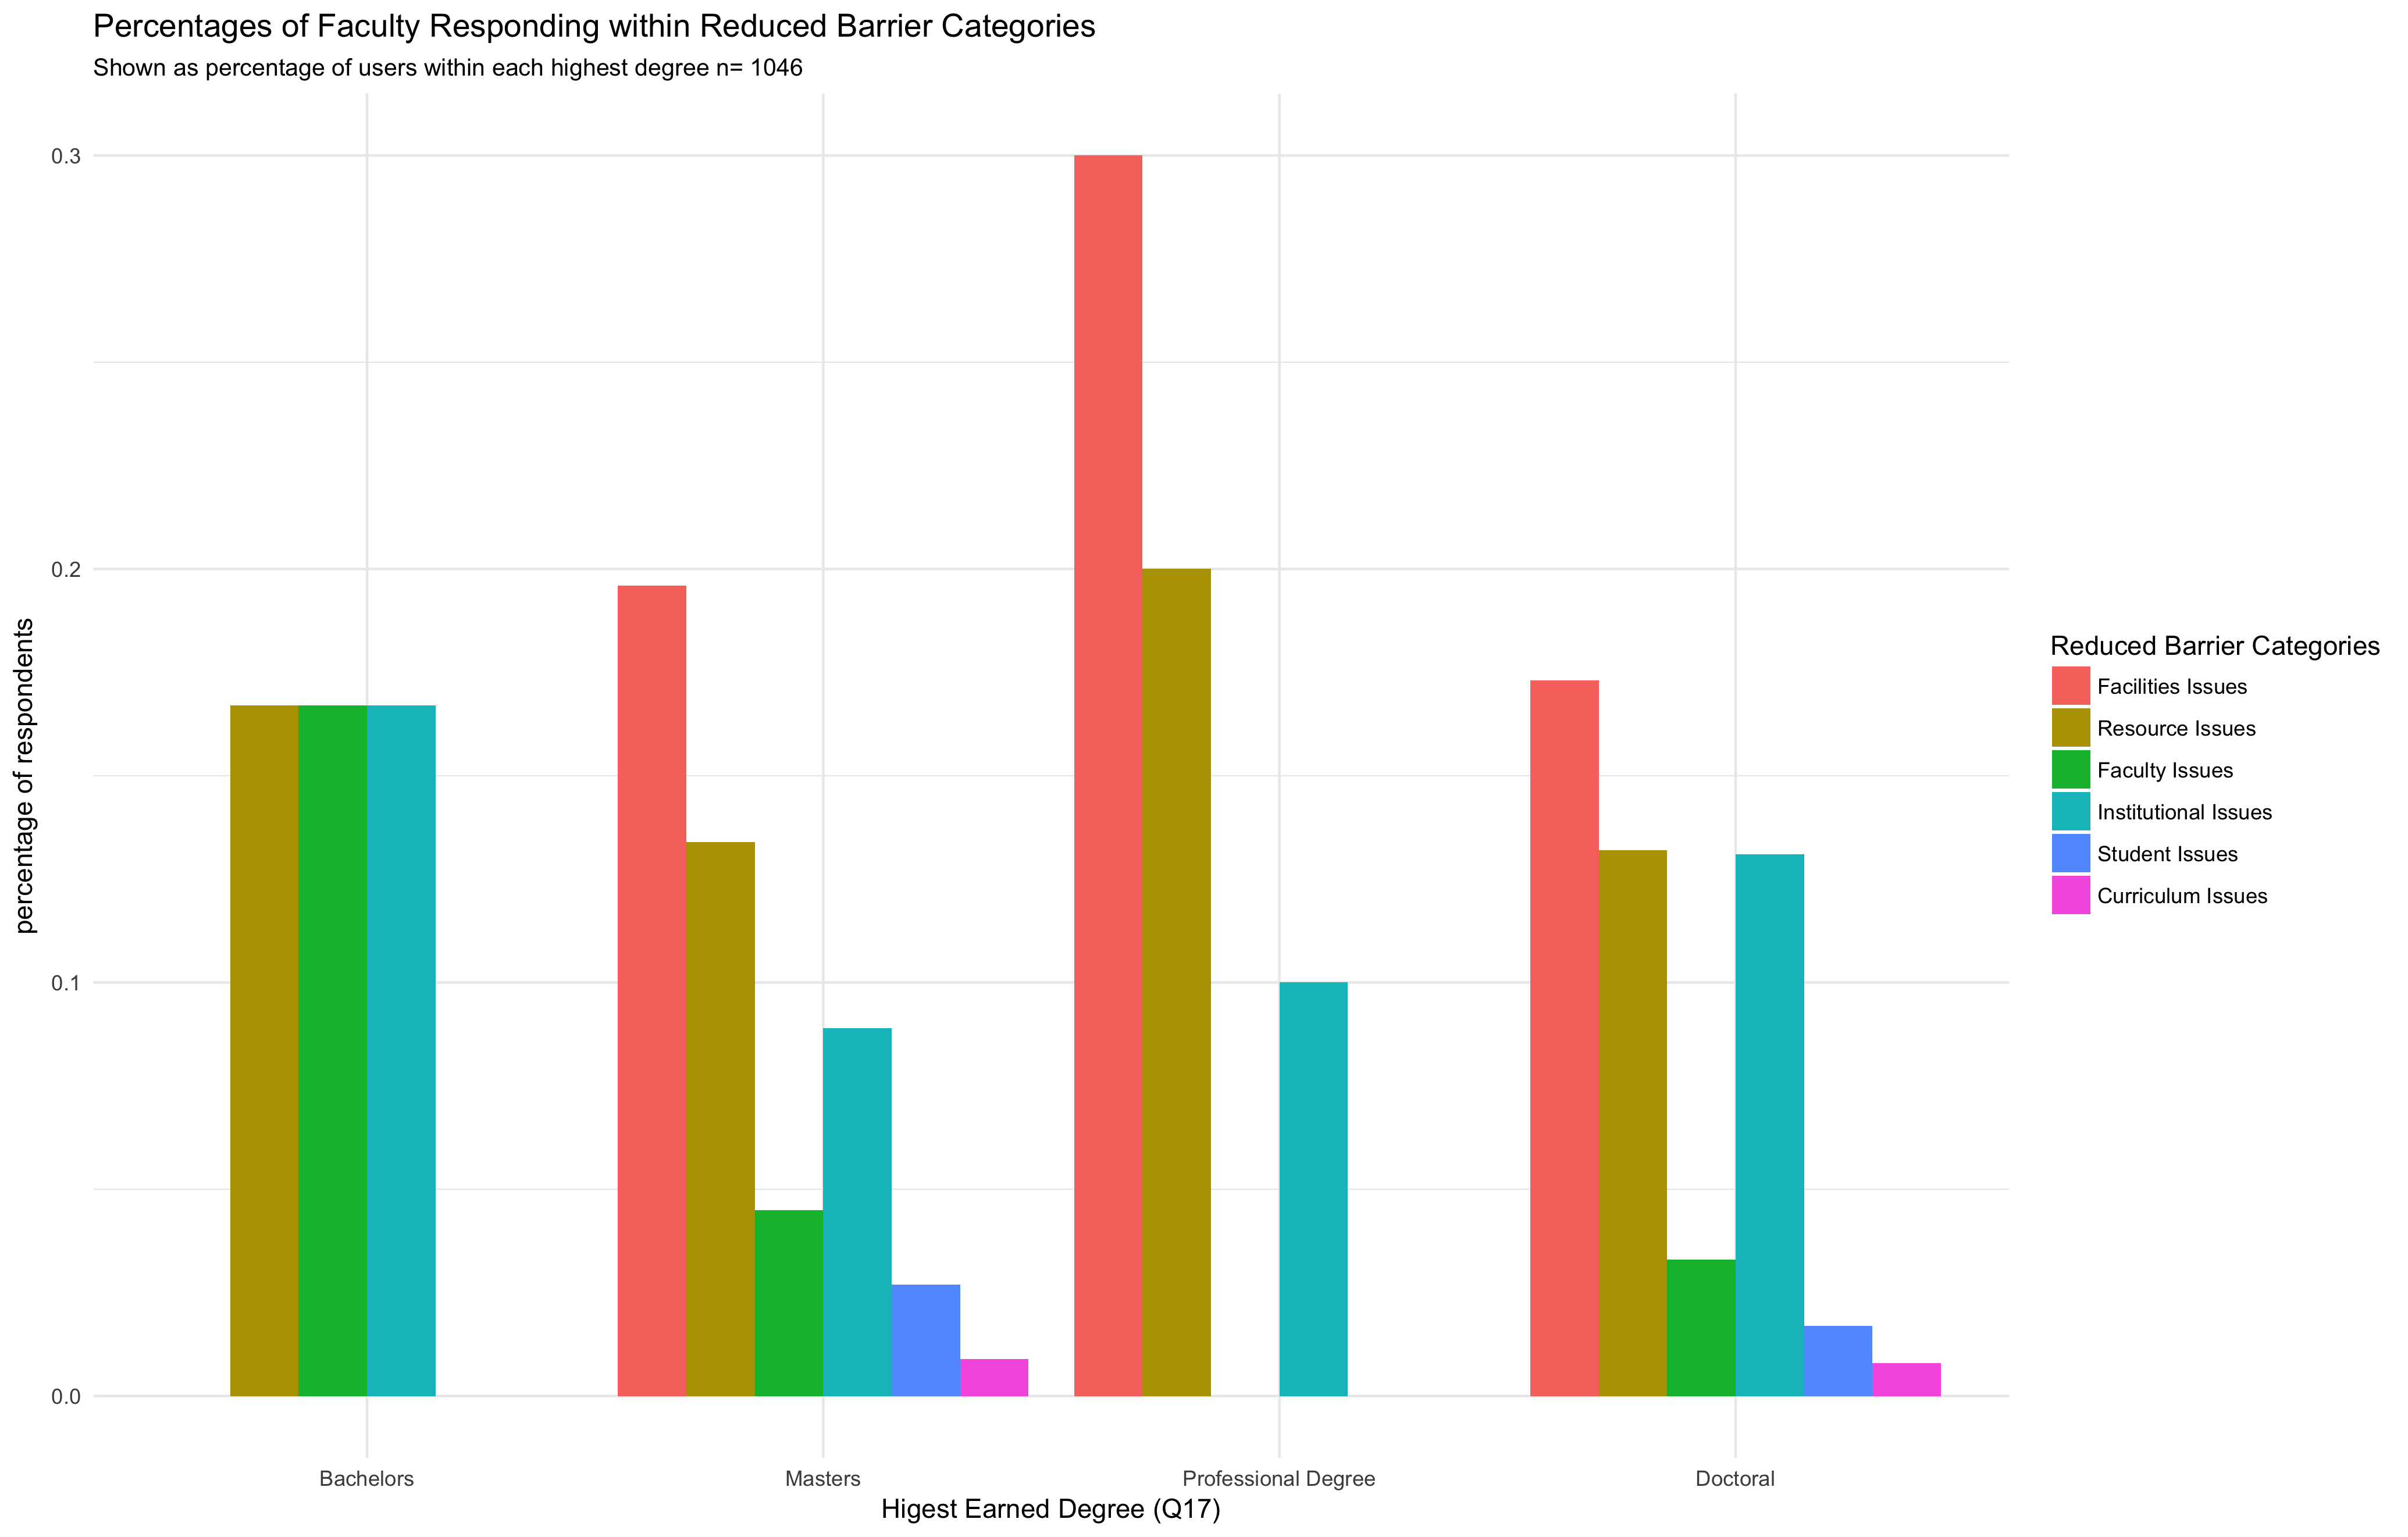 Percentages of Faculty Responding within Reduced Barrier Categories
Shown as percentage of users within each highest degree n= 1046
0.3
0.2
0.1
0.0
percentage of respondents
Bachelors
Masters
Professional Degree
Doctoral
Higest Earned Degree (Q17)
Reduced Barrier Categories
Facilities Issues
Resource Issues
Faculty Issues
Institutional Issues
Student Issues
Curriculum Issues